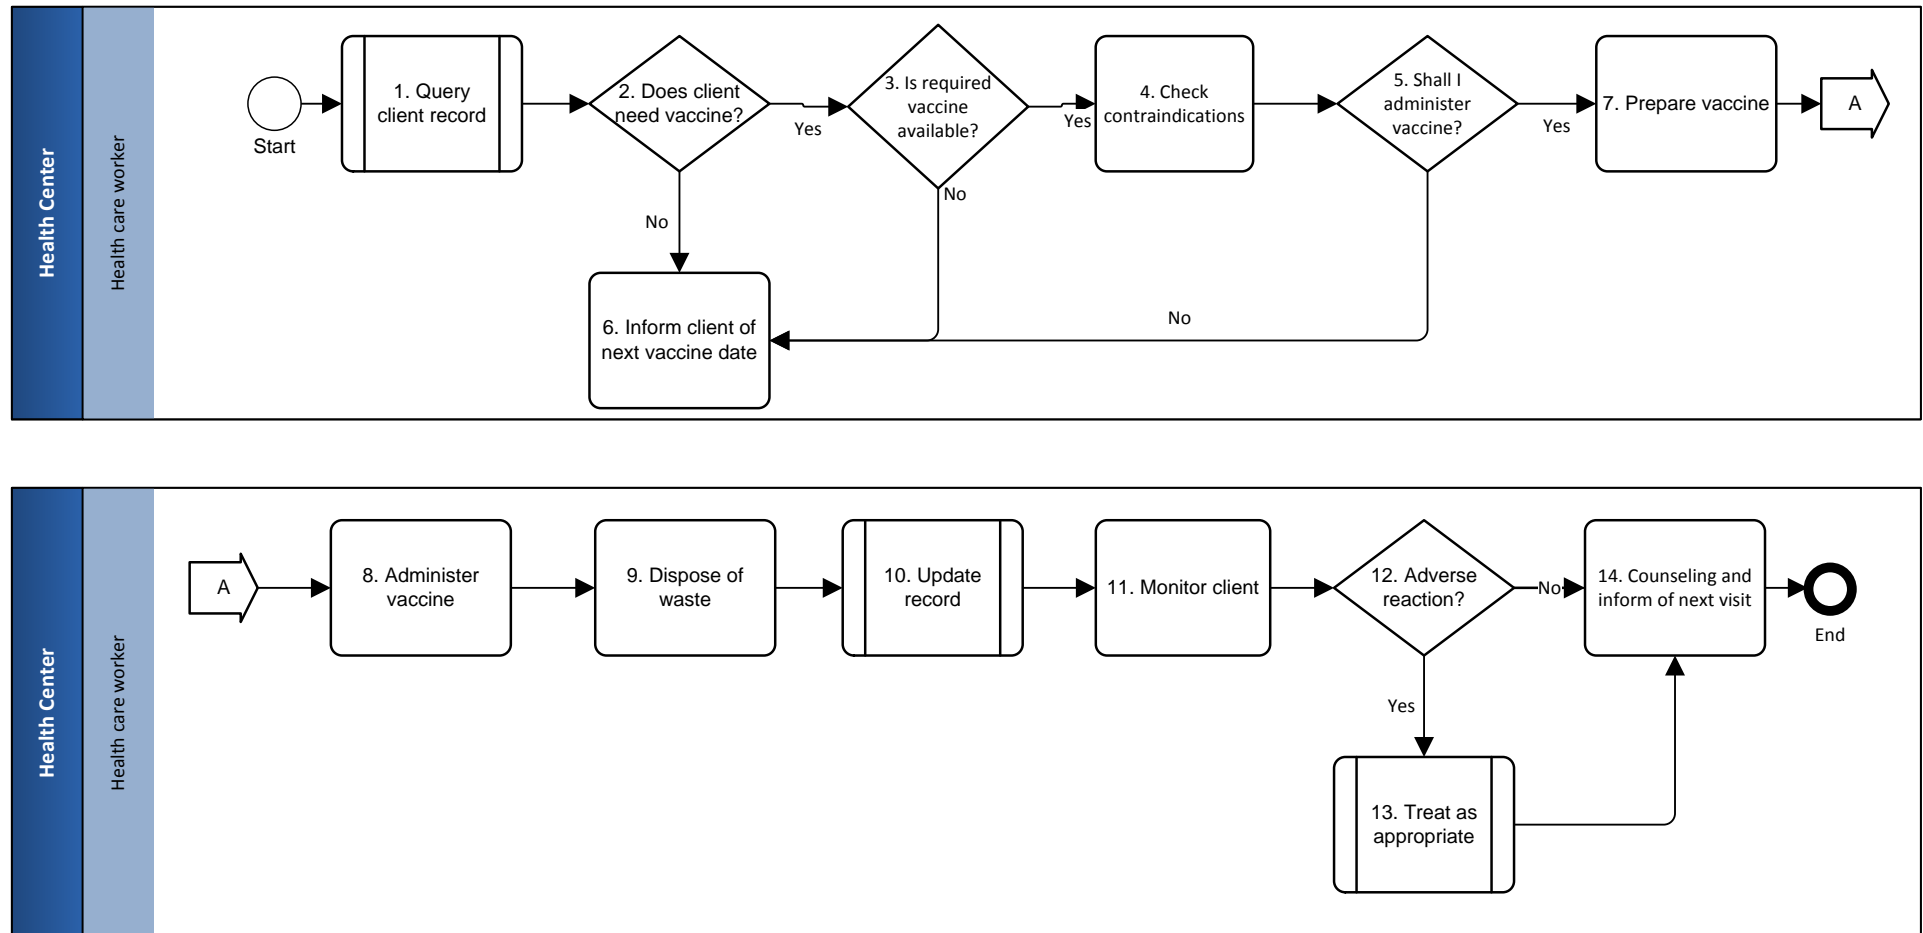 Health Center
Health care worker
Start
1. Query
client record
2. Does client
need vaccine?
Yes
No
3. Is required
vaccine
available?
Yes
No
4. Check
contraindications
5. Shall I
administer
vaccine?
Yes
No
7. Prepare vaccine
A
6. Inform client of
next vaccine date
Health Center
Health care worker
A
8. Administer
vaccine
9. Dispose of
waste
10. Update
record
11. Monitor client
12. Adverse
reaction?
No
Yes
14. Counseling and
inform of next visit
End
13. Treat as
appropriate